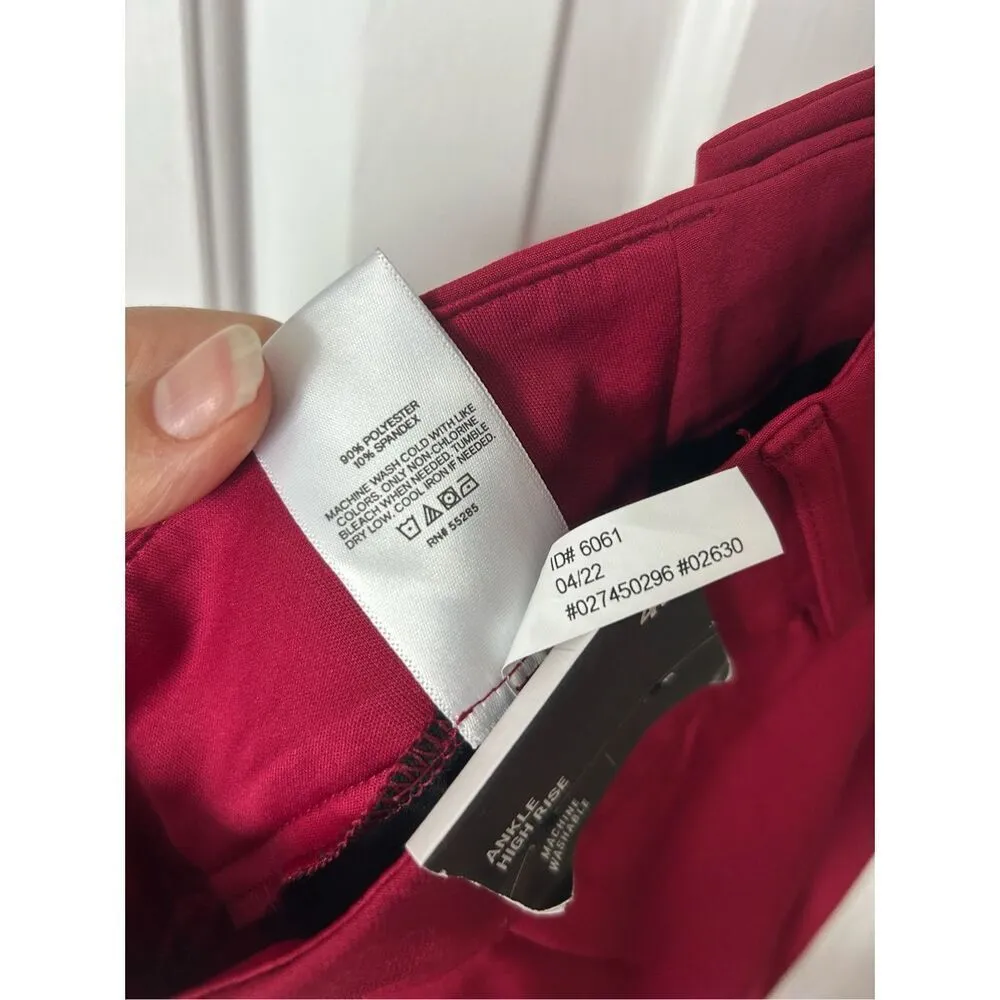 90% POLYESTER
10% SPANDEX
MACHINE WASH COLD WITH LIKE
COLORS. ONLY NON-CHLORINE
BLEACH WHEN NEEDED. TUMBLE
DRY LOW. COOL IRON IF NEEDED.
RN# 55285
ID# 6061
04/22
#027450296 #02630
ANKLE
HIGH RISE
MACHINE
WASHABLE